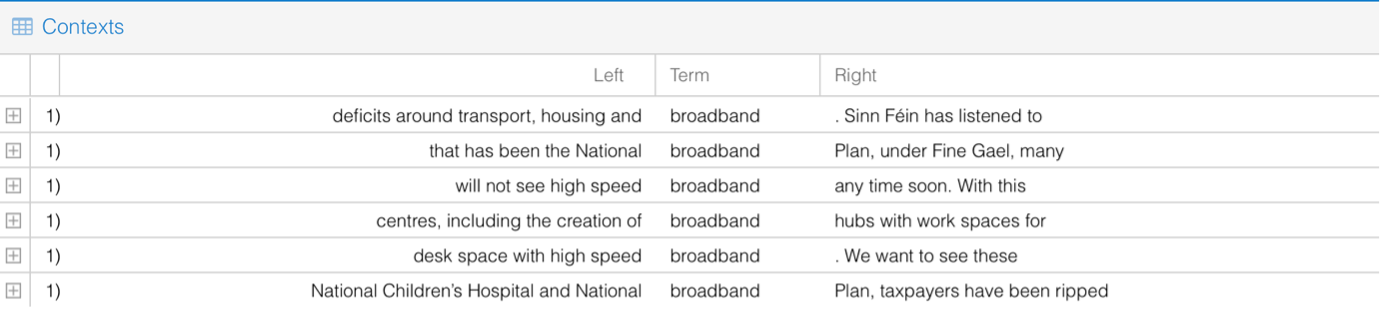 Contexts
Left Term Right
1) deficits around transport, housing and broadband . Sinn Féin has listened to
1) that has been the National broadband Plan, under Fine Gael, many
1) will not see high speed broadband any time soon. With this
1) centres, including the creation of broadband hubs with work spaces for
1) desk space with high speed broadband . We want to see these
1) National Children's Hospital and National broadband Plan, taxpayers have been ripped